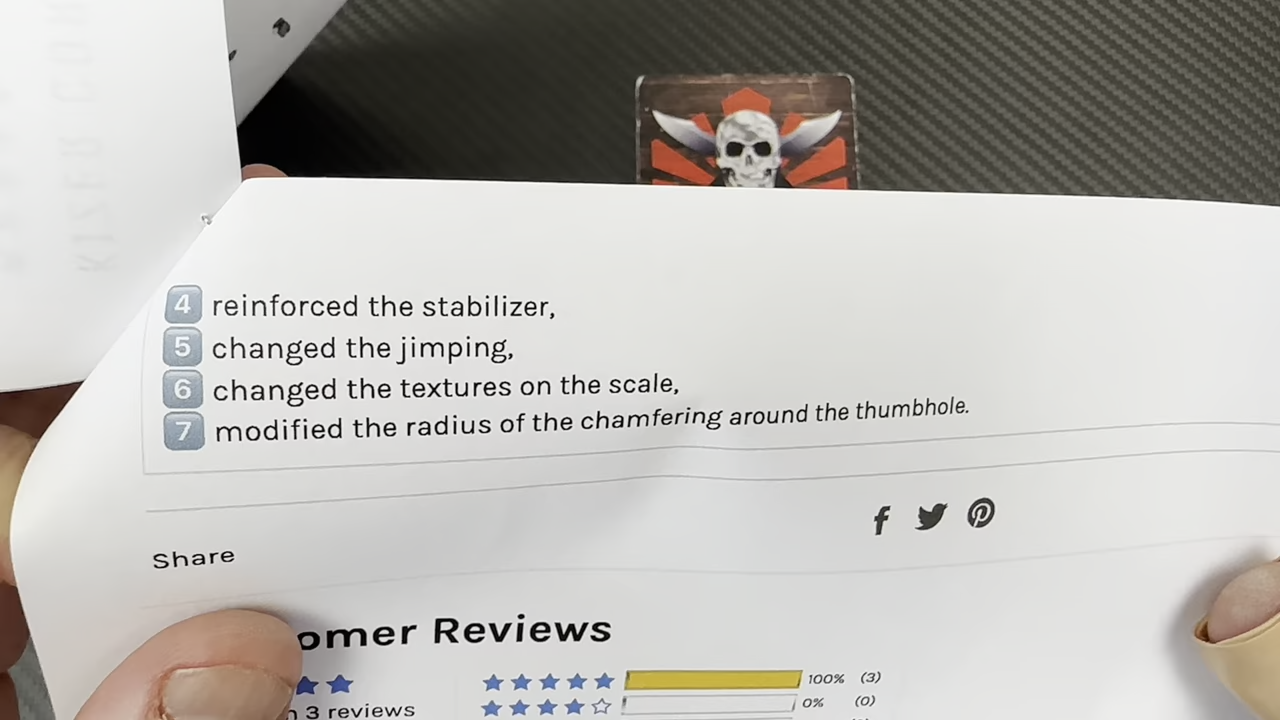 4 reinforced the stabilizer,
5 changed the jimping,
6 changed the textures on the scale,
7 modified the radius of the chamfering around the thumbhole.
Share
omer Reviews
100% (3)
3 reviews
0% (0)